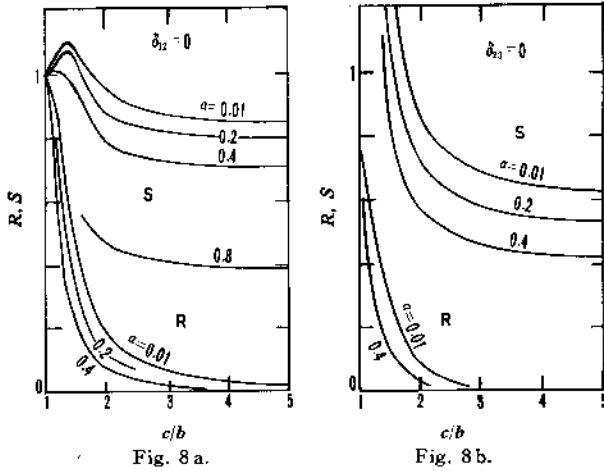 δ₁₂=0
1
a=0.01
0.2
0.4
S
R, S
0.8
R
a=0.01
0.2
0.4
0
1
2
3
4
5
c/b
Fig. 8a.
δ₂₃=0
1
S
a=0.01
0.2
0.4
R, S
a=0.01
R
0.4
0
1
2
3
4
5
c/b
Fig. 8b.